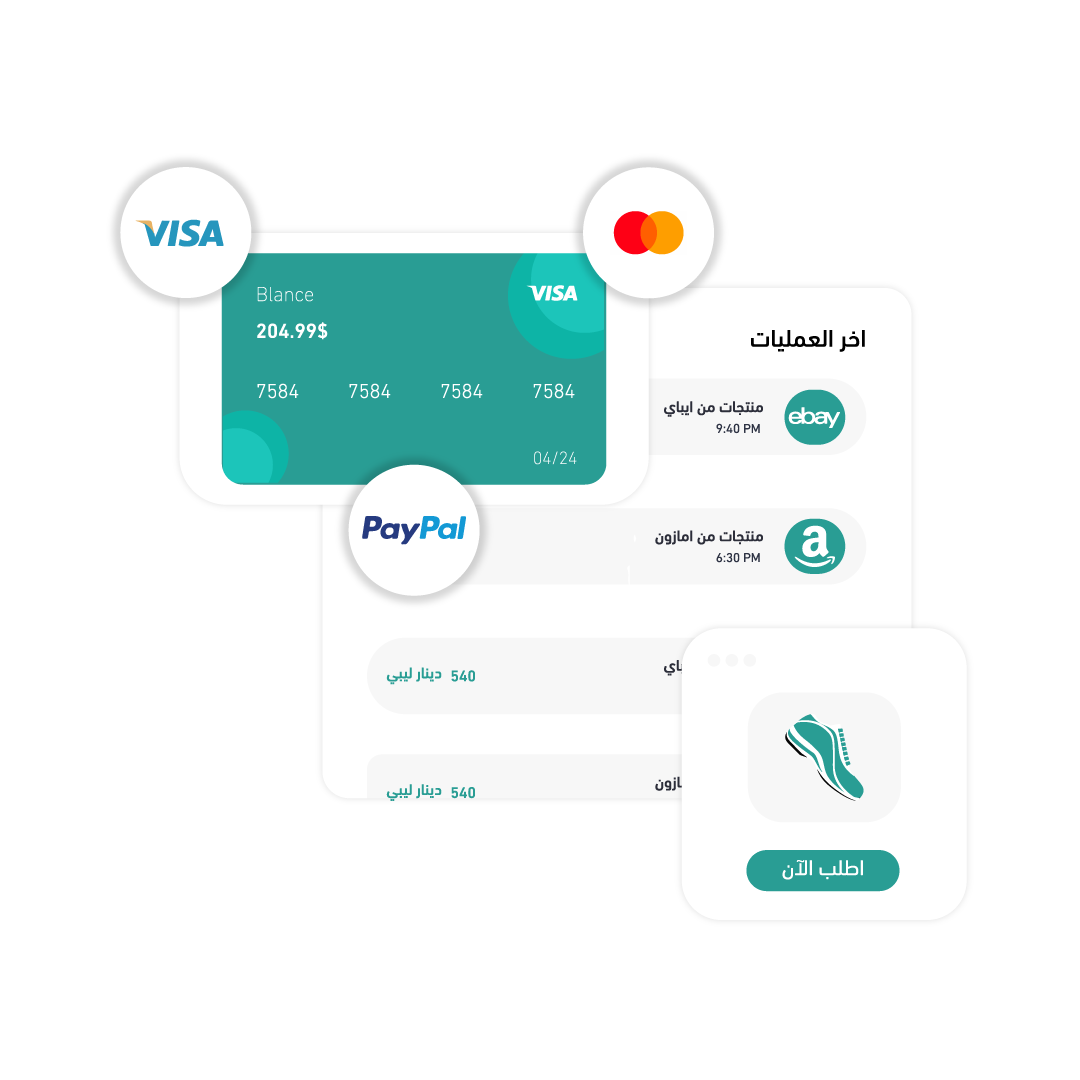 VISA
Blance
204.99$
VISA
7584 7584 7584 7584
04/24
PayPal
اخر العمليات
منتجات من ايباي
9:40 PM
ebay
منتجات من امازون
6:30 PM
a
540 دينار ليبي
540 دينار ليبي
اطلب الآن